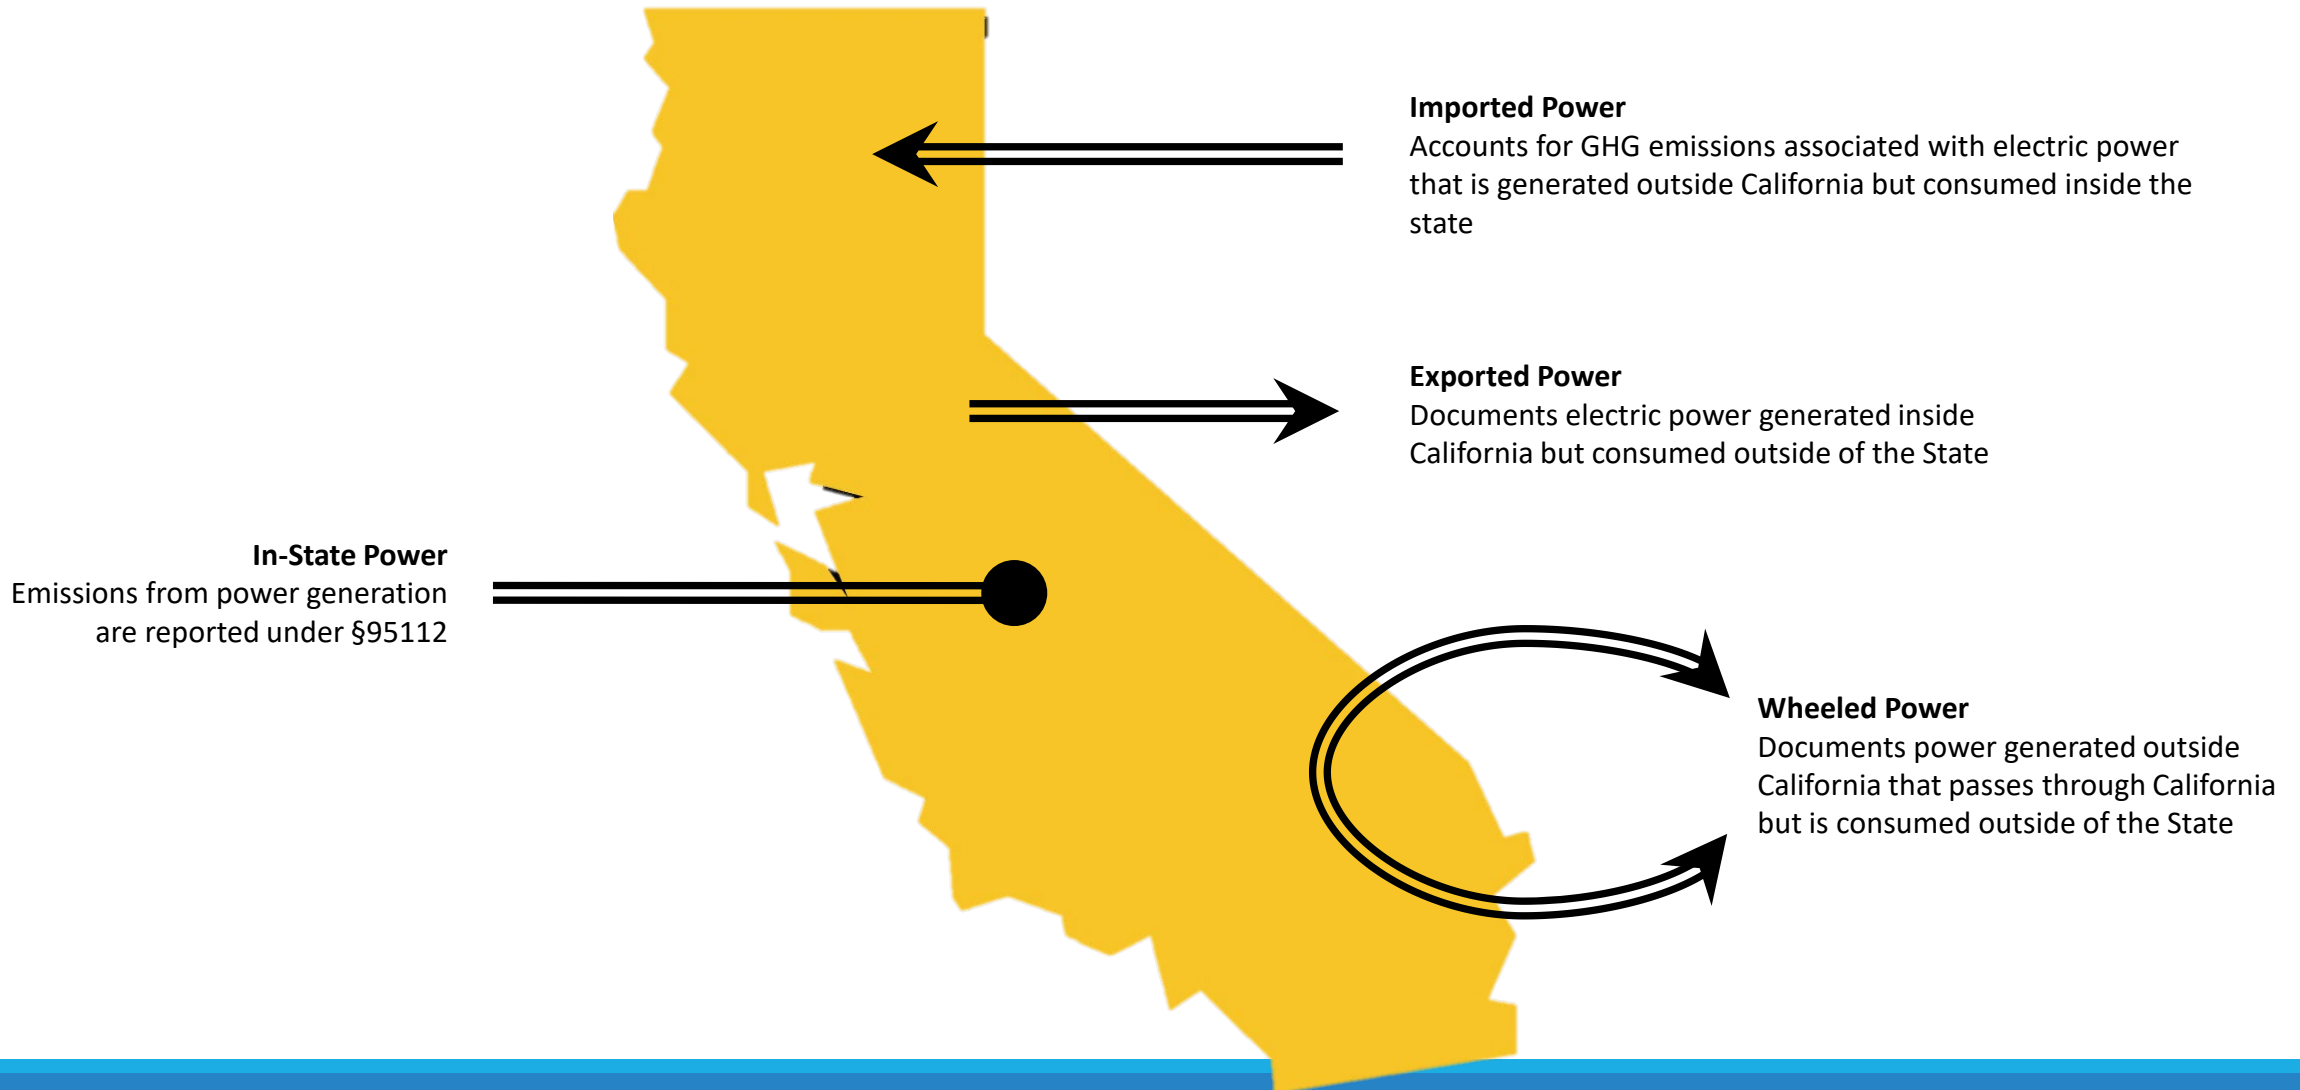 Imported Power
Accounts for GHG emissions associated with electric power
that is generated outside California but consumed inside the
state
Exported Power
Documents electric power generated inside
California but consumed outside of the State
In-State Power
Emissions from power generation
are reported under §95112
Wheeled Power
Documents power generated outside
California that passes through California
but is consumed outside of the State